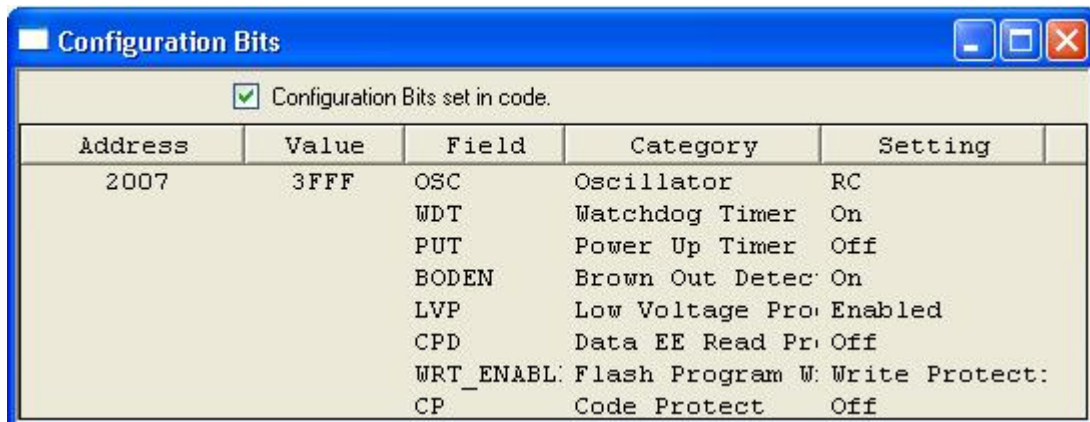 Configuration Bits
Configuration Bits set in code.
Address Value Field Category Setting
2007 3FFF OSC Oscillator RC
WDT Watchdog Timer On
PUT Power Up Timer Off
BODEN Brown Out Detec On
LVP Low Voltage Pro Enabled
CPD Data EE Read Pr Off
WRT_ENABL Flash Program W Write Protect
CP Code Protect Off